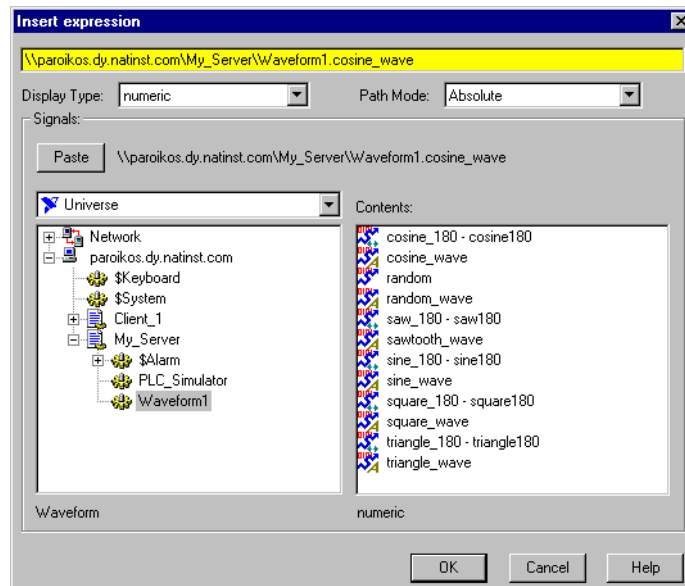 Insert expression
\\paroikos.dy.natinst.com\My_Server\Waveform1.cosine_wave
Display Type: numeric Path Mode: Absolute
Signals:
Paste \\paroikos.dy.natinst.com\My_Server\Waveform1.cosine_wave
Universe
Contents:
Network
paroikos.dy.natinst.com
$Keyboard
$System
Client_1
My_Server
$Alarm
PLC_Simulator
Waveform1
cosine_180 - cosine180
cosine_wave
random
random_wave
saw_180 - saw180
sawtooth_wave
sine_180 - sine180
sine_wave
square_180 - square180
square_wave
triangle_180 - triangle180
triangle_wave
Waveform
numeric
OK Cancel Help